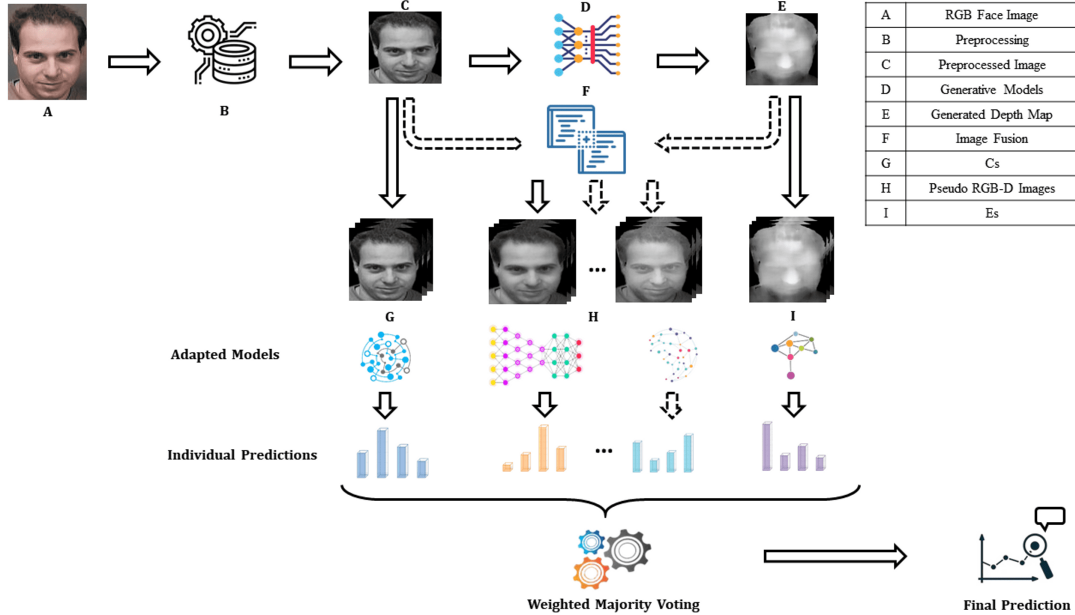 A
B
C
D
E
F
A RGB Face Image
B Preprocessing
C Preprocessed Image
D Generative Models
E Generated Depth Map
F Image Fusion
G Cs
H Pseudo RGB-D Images
I Es
...
G
H
I
Adapted Models
Individual Predictions
...
Weighted Majority Voting
Final Prediction